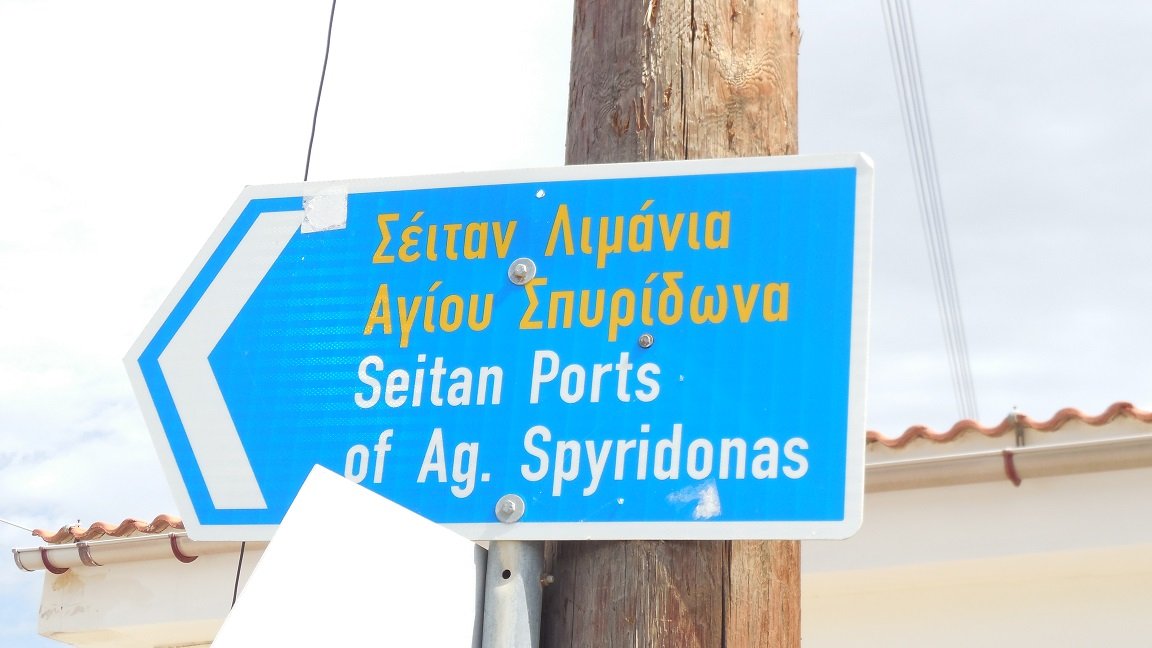 Σέιταν Λιμάνια
Αγίου Σπυρίδωνα
Seitan Ports
of Ag. Spyridonas